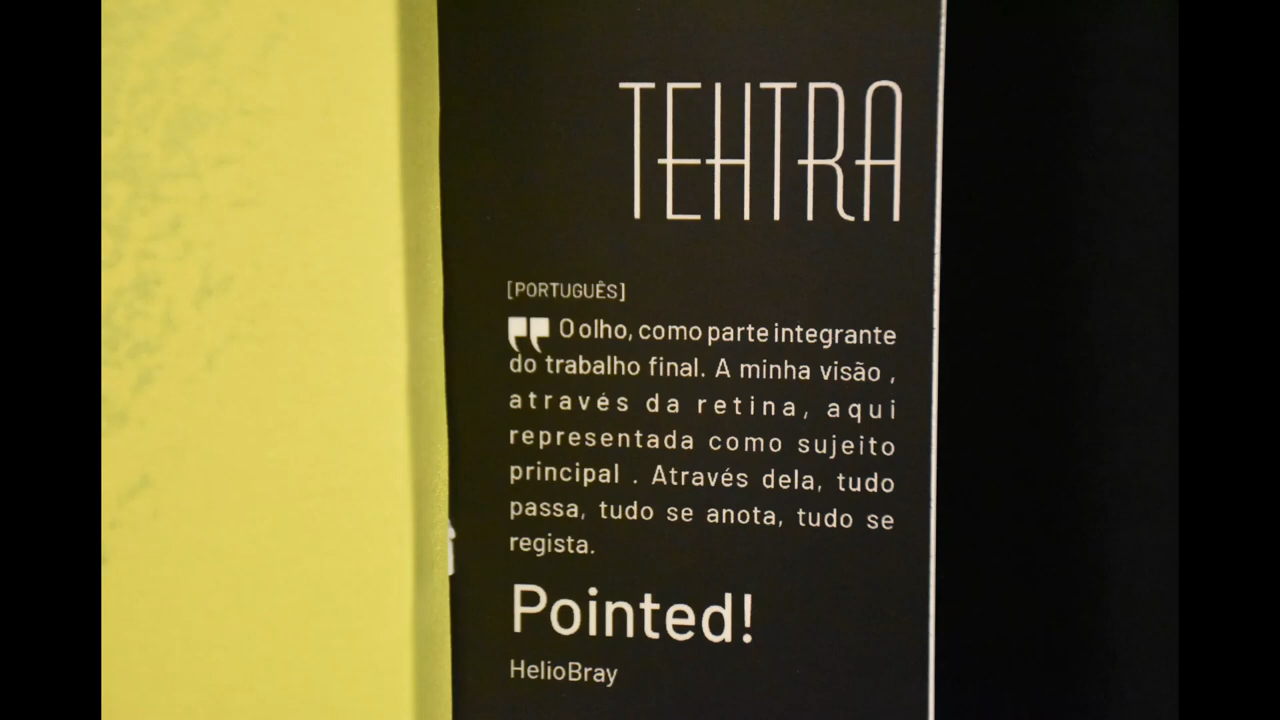 TEHTRA
[PORTUGUÊS]
❞ O olho, como parte integrante
do trabalho final. A minha visão ,
através da retina, aqui
representada como sujeito
principal . Através dela, tudo
passa, tudo se anota, tudo se
regista.
Pointed!
HelioBray